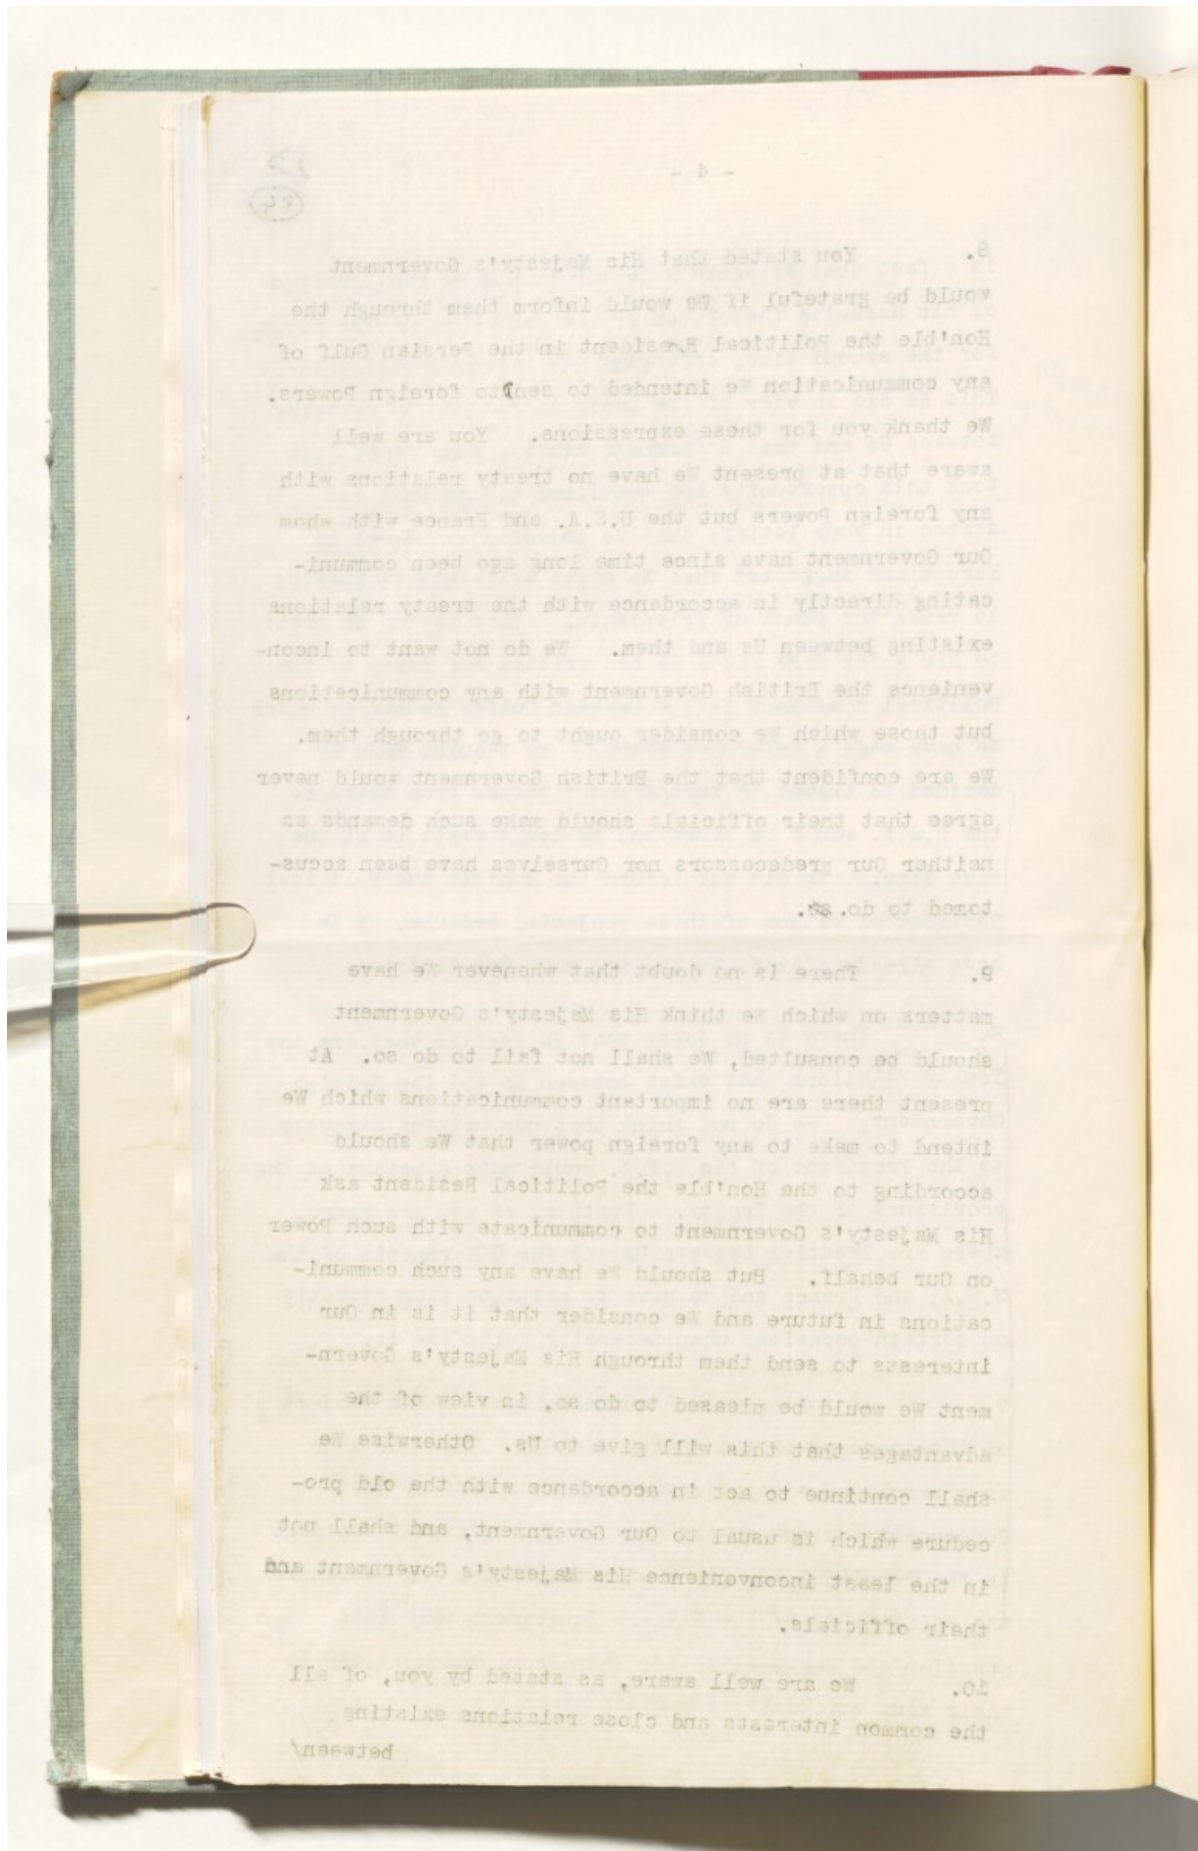 - 4 -
8. You stated that His Majesty's Government
would be grateful if We would inform them through the
Hon'ble the Political Resident in the Persian Gulf of
any communication We intended to send to foreign Powers.
We thank you for these expressions. You are well
aware that at present We have no treaty relations with
any foreign Powers but the U.S.A. and France with whom
Our Government have since time long ago been communi-
cating directly in accordance with the treaty relations
existing between Us and them. We do not want to incon-
venience the British Government with any communications
but those which We consider ought to go through them.
We are confident that the British Government would never
agree that their officials should make such demands as
neither Our predecessors nor Ourselves have been accus-
tomed to do.
9. There is no doubt that whenever We have
matters on which We think His Majesty's Government
should be consulted, We shall not fail to do so. At
present there are no important communications which We
intend to make to any foreign power that We should
according to the Hon'ble the Political Resident ask
His Majesty's Government to communicate with such Power
on Our behalf. But should We have any such communi-
cations in future and We consider that it is in Our
interests to send them through His Majesty's Govern-
ment We would be pleased to do so, in view of the
advantages that this will give to Us. Otherwise We
shall continue to act in accordance with the old pro-
cedure which is usual to Our Government, and shall not
in the least inconvenience His Majesty's Government and
their officials.
10. We are well aware, as stated by you, of all
the common interests and close relations existing
between/